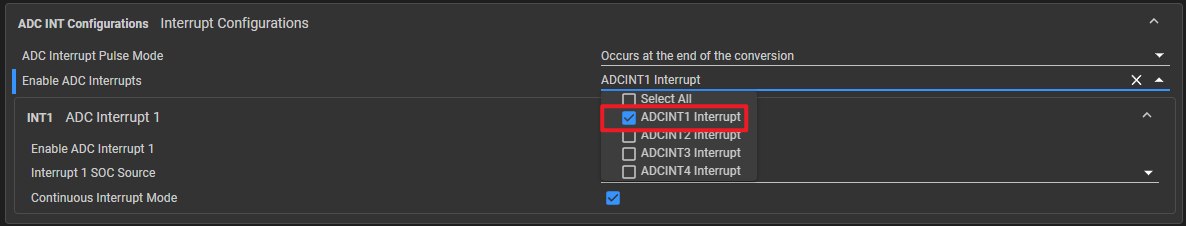 ADC INT Configurations Interrupt Configurations
ADC Interrupt Pulse Mode Occurs at the end of the conversion
Enable ADC Interrupts ADCINT1 Interrupt
Select All
INT1 ADC Interrupt 1 ADCINT1 Interrupt
ADCINT2 Interrupt
Enable ADC Interrupt 1 ADCINT3 Interrupt
Interrupt 1 SOC Source ADCINT4 Interrupt
Continuous Interrupt Mode